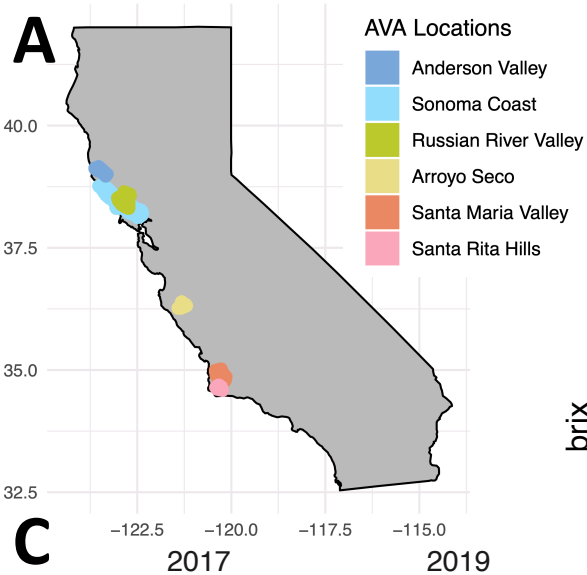 A
AVA Locations
Anderson Valley
Sonoma Coast
Russian River Valley
Arroyo Seco
Santa Maria Valley
Santa Rita Hills
40.0
37.5
35.0
32.5
−122.5 −120.0 −117.5 −115.0
brix
C
2017 2019